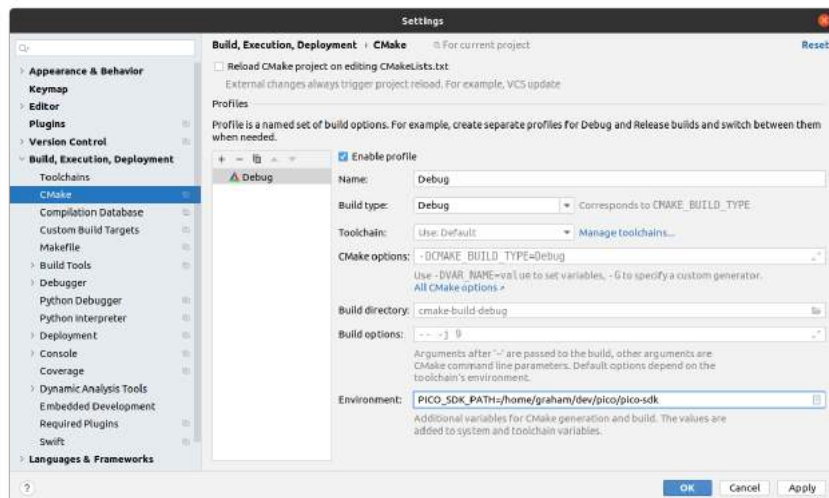 Settings
Build, Execution, Deployment › CMake
For current project
Reset
Appearance & Behavior
Keymap
Editor
Plugins
Version Control
Build, Execution, Deployment
Toolchains
CMake
Compilation Database
Custom Build Targets
Makefile
Build Tools
Debugger
Python Debugger
Python Interpreter
Deployment
Console
Coverage
Dynamic Analysis Tools
Embedded Development
Required Plugins
Swift
Languages & Frameworks
Reload CMake project on editing CMakeLists.txt
External changes always trigger project reload. For example, VCS update
Profiles
Profile is a named set of build options. For example, create separate profiles for Debug and Release builds and switch between them
when needed.
Debug
Enable profile
Name: Debug
Build type: Debug Corresponds to CMAKE_BUILD_TYPE
Toolchain: Use: Default Manage toolchains...
CMake options: -DCMAKE_BUILD_TYPE=Debug
Use -DVAR_NAME=value to set variables, -G to specify a custom generator.
All CMake options
Build directory: cmake-build-debug
Build options: -- -j 9
Arguments after '--' are passed to the build, other arguments are
CMake command line parameters. Default options depend on the
toolchain's environment.
Environment: PICO_SDK_PATH=/home/graham/dev/pico/pico-sdk
Additional variables for CMake generation and build. The values are
added to system and toolchain variables.
?
OK Cancel Apply